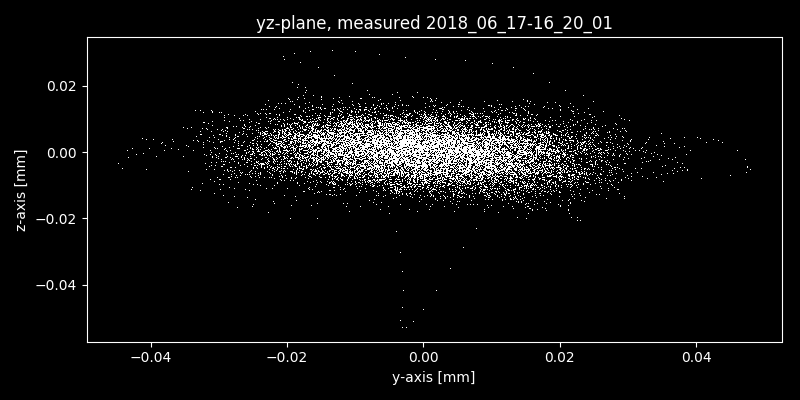 yz-plane, measured 2018_06_17-16_20_01
z-axis [mm]
0.02
0.00
−0.02
−0.04
−0.04 −0.02 0.00 0.02 0.04
y-axis [mm]